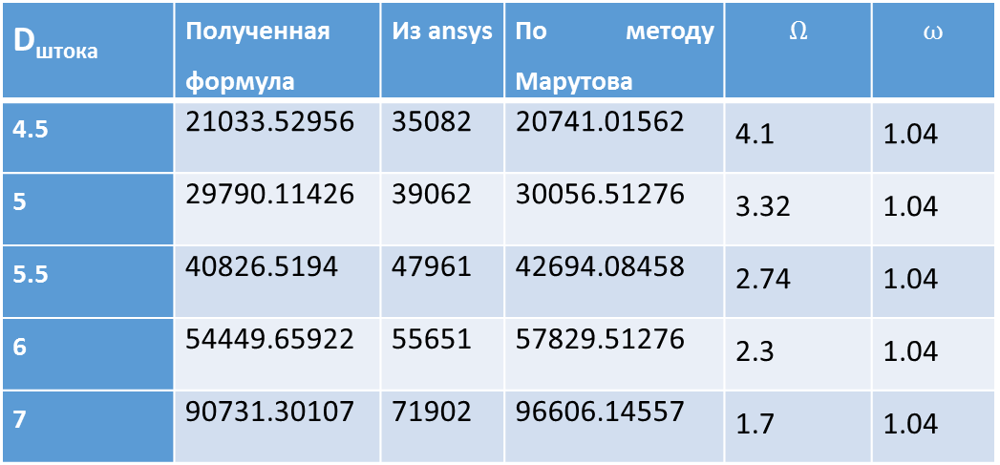 Dштока Полученная формула Из ansys По методу Марутова Ω ω
4.5 21033.52956 35082 20741.01562 4.1 1.04
5 29790.11426 39062 30056.51276 3.32 1.04
5.5 40826.5194 47961 42694.08458 2.74 1.04
6 54449.65922 55651 57829.51276 2.3 1.04
7 90731.30107 71902 96606.14557 1.7 1.04